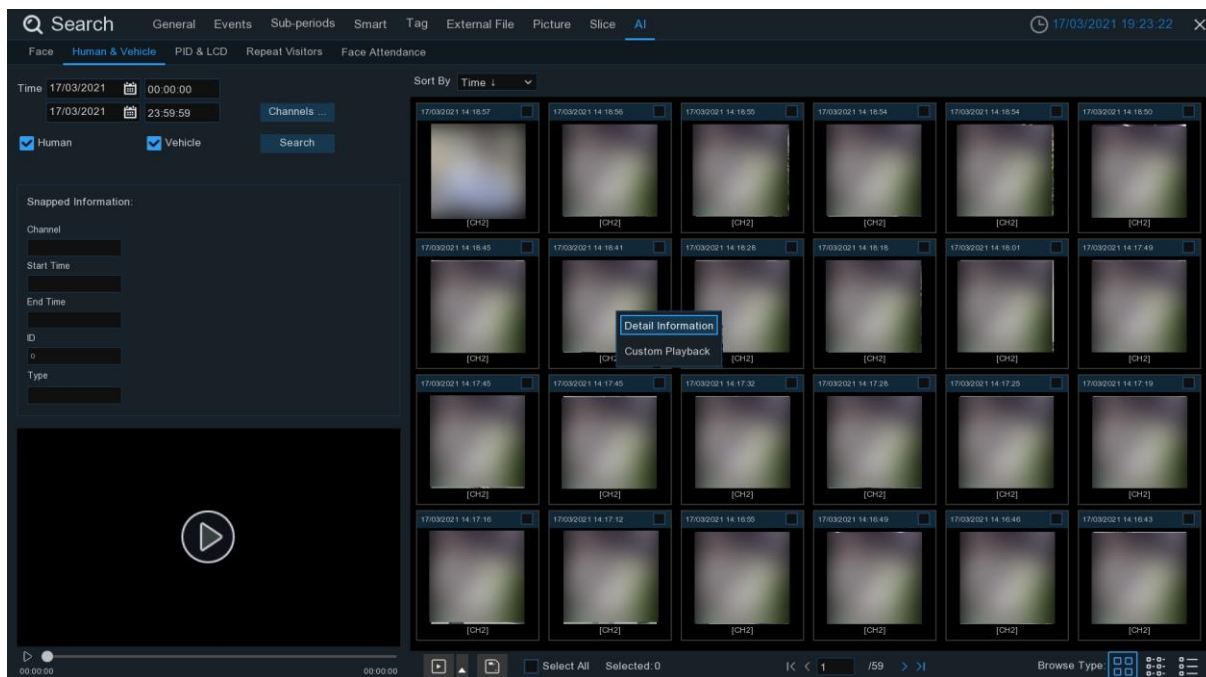 Search General Events Sub-periods Smart Tag External File Picture Slice AI 17/03/2021 19:23:22
Face Human & Vehicle PID & LCD Repeat Visitors Face Attendance
Time 17/03/2021 00:00:00
17/03/2021 23:59:59 Channels ...
Human Vehicle Search
Snapped Information:
Channel
Start Time
End Time
ID
0
Type
00:00:00 00:00:00
Sort By Time ↓
17/03/2021 14:18:57 17/03/2021 14:18:56 17/03/2021 14:18:55 17/03/2021 14:18:54 17/03/2021 14:18:54 17/03/2021 14:18:50
[CH2] [CH2] [CH2] [CH2] [CH2] [CH2]
17/03/2021 14:18:45 17/03/2021 14:18:41 17/03/2021 14:18:28 17/03/2021 14:18:18 17/03/2021 14:18:01 17/03/2021 14:17:49
Detail Information
Custom Playback
[CH2] [CH2 [CH2] [CH2] [CH2] [CH2]
17/03/2021 14:17:45 17/03/2021 14:17:45 17/03/2021 14:17:32 17/03/2021 14:17:28 17/03/2021 14:17:25 17/03/2021 14:17:19
[CH2] [CH2] [CH2] [CH2] [CH2] [CH2]
17/03/2021 14:17:16 17/03/2021 14:17:12 17/03/2021 14:16:55 17/03/2021 14:16:49 17/03/2021 14:16:46 17/03/2021 14:16:43
[CH2] [CH2] [CH2] [CH2] [CH2] [CH2]
Select All Selected: 0 1 /59 Browse Type: